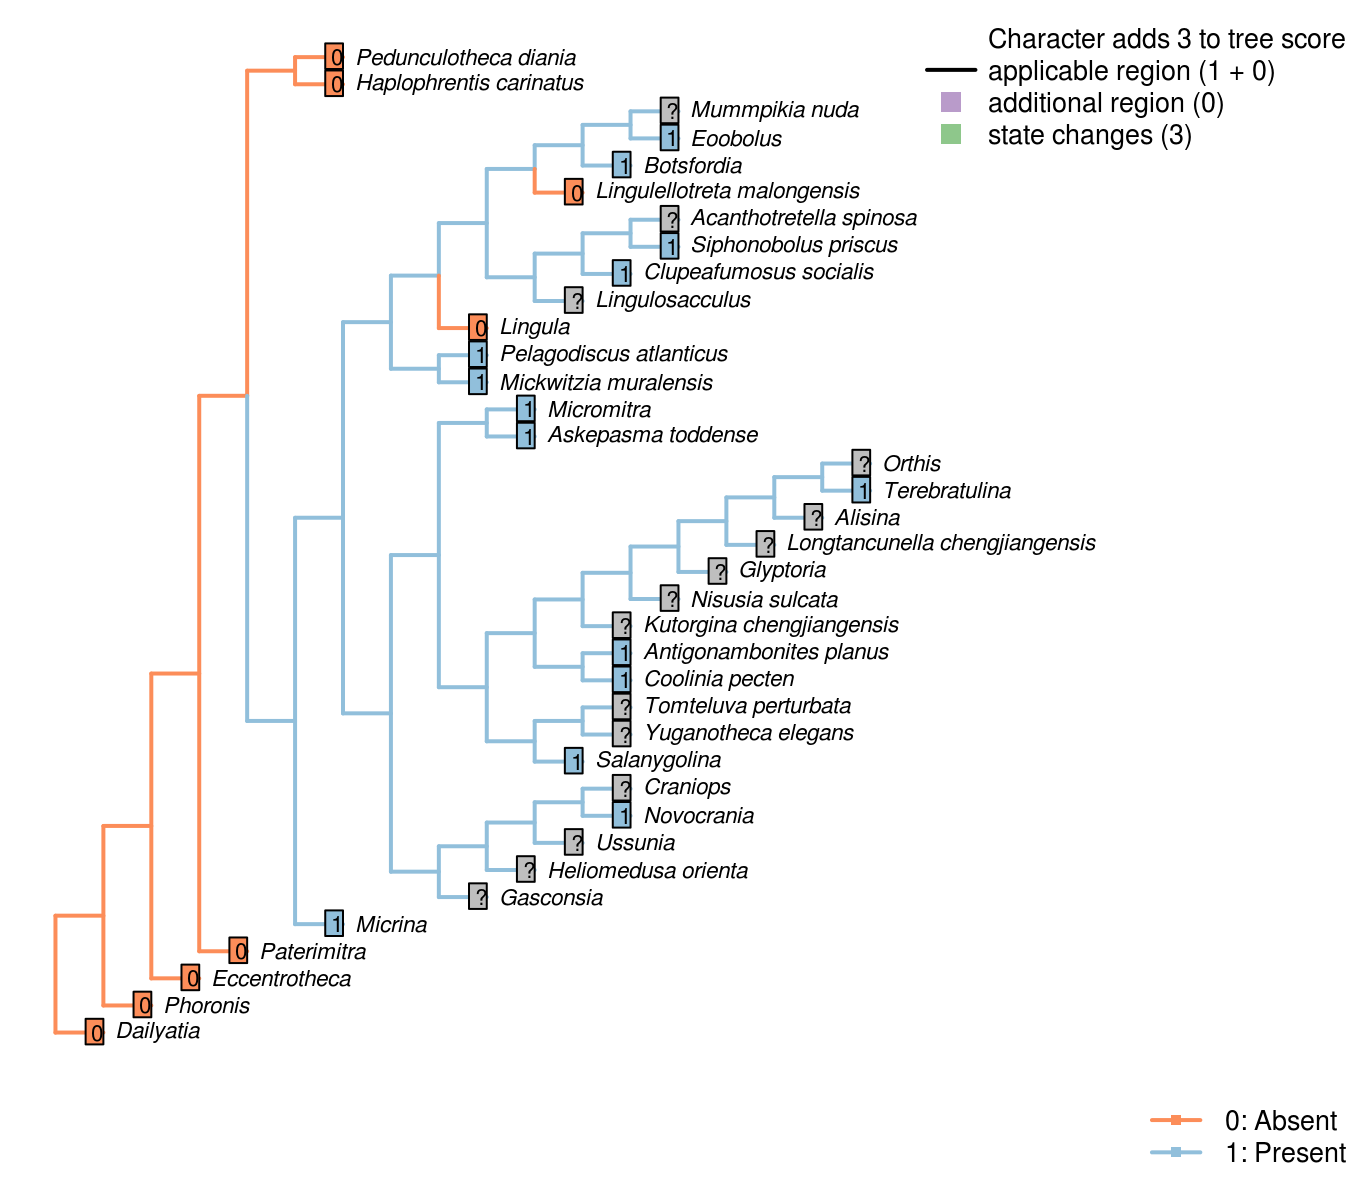 Character adds 3 to tree score
applicable region (1 + 0)
additional region (0)
state changes (3)
0 Pedunculotheca diania
0 Haplophrentis carinatus
? Mummpikia nuda
1 Eoobolus
1 Botsfordia
0 Lingulellotreta malongensis
? Acanthotretella spinosa
1 Siphonobolus priscus
1 Clupeafumosus socialis
? Lingulosacculus
0 Lingula
1 Pelagodiscus atlanticus
1 Mickwitzia muralensis
1 Micromitra
1 Askepasma toddense
? Orthis
1 Terebratulina
? Alisina
? Longtancunella chengjiangensis
? Glyptoria
? Nisusia sulcata
? Kutorgina chengjiangensis
1 Antigonambonites planus
1 Coolinia pecten
? Tomteluva perturbata
? Yuganotheca elegans
1 Salanygolina
? Craniops
1 Novocrania
? Ussunia
? Heliomedusa orienta
? Gasconsia
1 Micrina
0 Paterimitra
0 Eccentrotheca
0 Phoronis
0 Dailyatia
0: Absent
1: Present